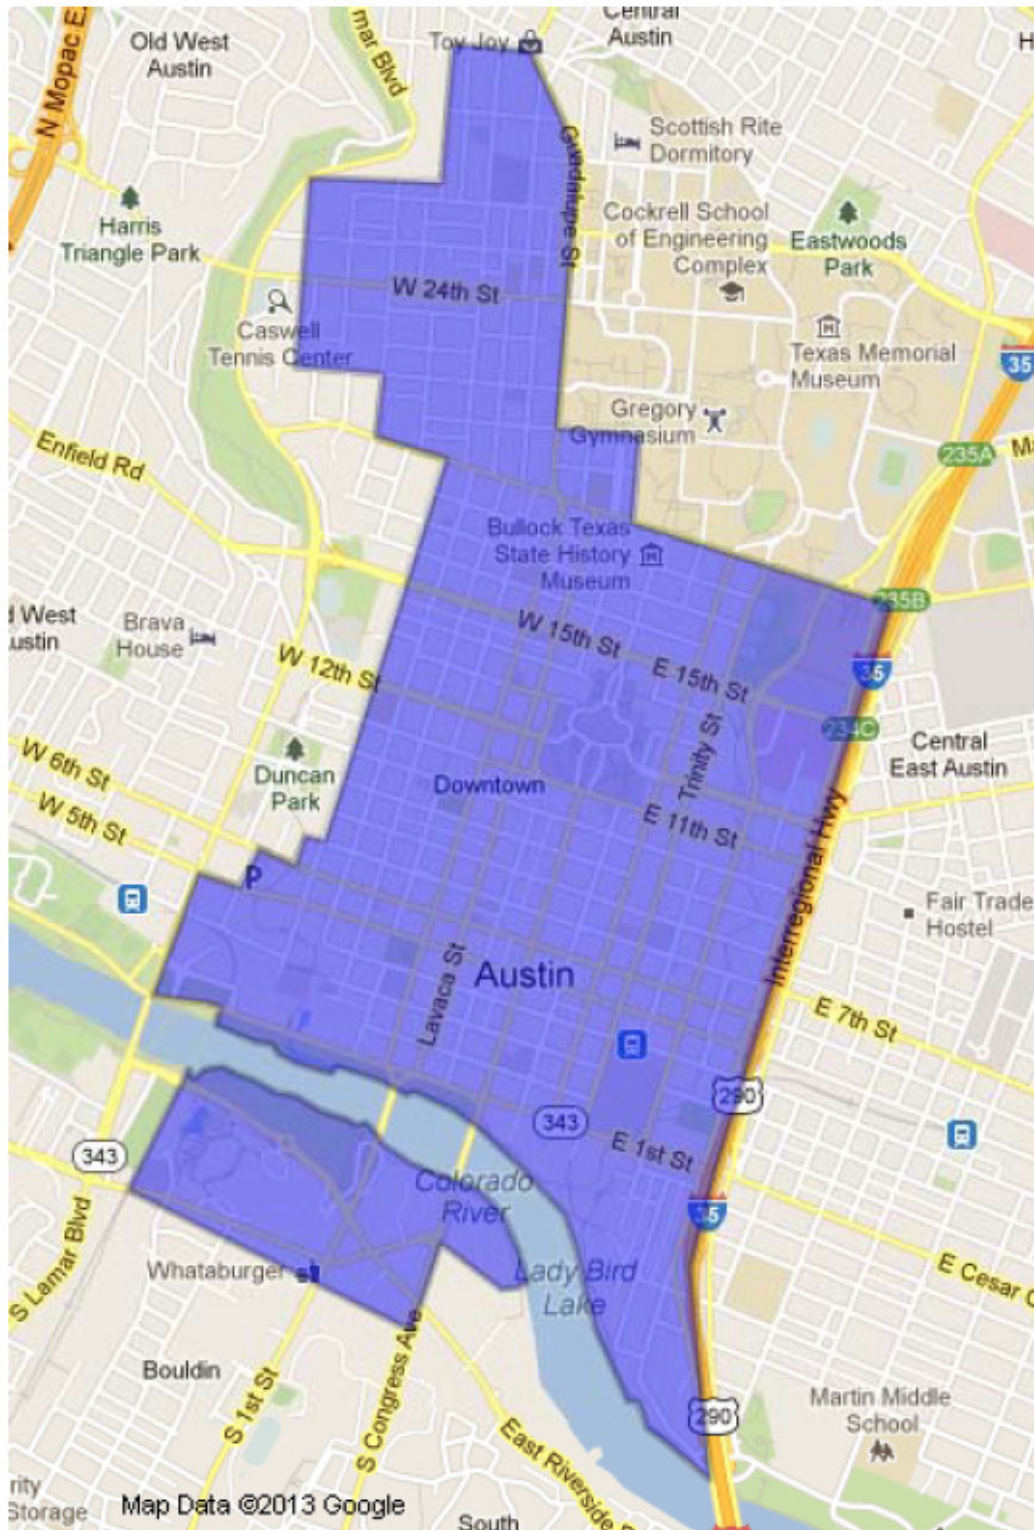 Central
Austin
Old West
Austin
Toy Joy
mar Blvd
N Mopac E
H
Guadalupe St
Scottish Rite
Dormitory
Harris
Triangle Park
Cockrell School
of Engineering
Complex
Eastwoods
Park
W 24th St
Caswell
Tennis Center
Texas Memorial
Museum
35
Gregory
Gymnasium
Enfield Rd
235A
Ma
Bullock Texas
State History
Museum
235B
d West
ustin
Brava
House
W 15th St
W 12th St
E 15th St
35
Trinity St
234C
Central
East Austin
W 6th St
Duncan
Park
Downtown
W 5th St
E 11th St
Interregional Hwy
P
Fair Trade
Hostel
Lavaca St
Austin
E 7th St
290
343
343
E 1st St
Colorado
River
35
S Lamar Blvd
Whataburger
Lady Bird
Lake
E Cesar C
Bouldin
S 1st St
S Congress Ave
290
Martin Middle
School
East Riverside D
rity
Storage
Map Data ©2013 Google
South